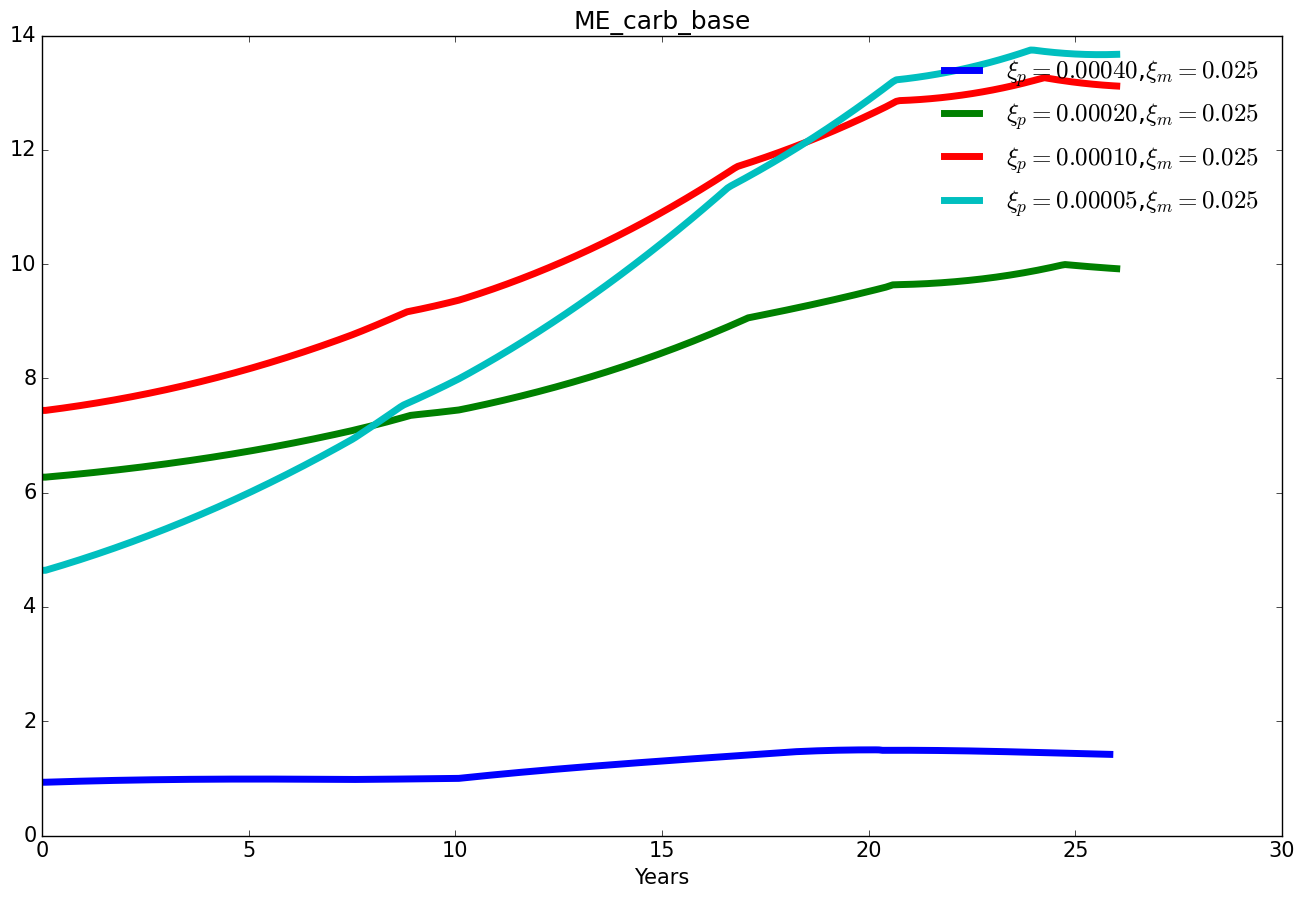 ME_carb_base
14
12
10
8
6
4
2
0
0 5 10 15 20 25 30
Years
ξp = 0.00040,ξm = 0.025
ξp = 0.00020,ξm = 0.025
ξp = 0.00010,ξm = 0.025
ξp = 0.00005,ξm = 0.025